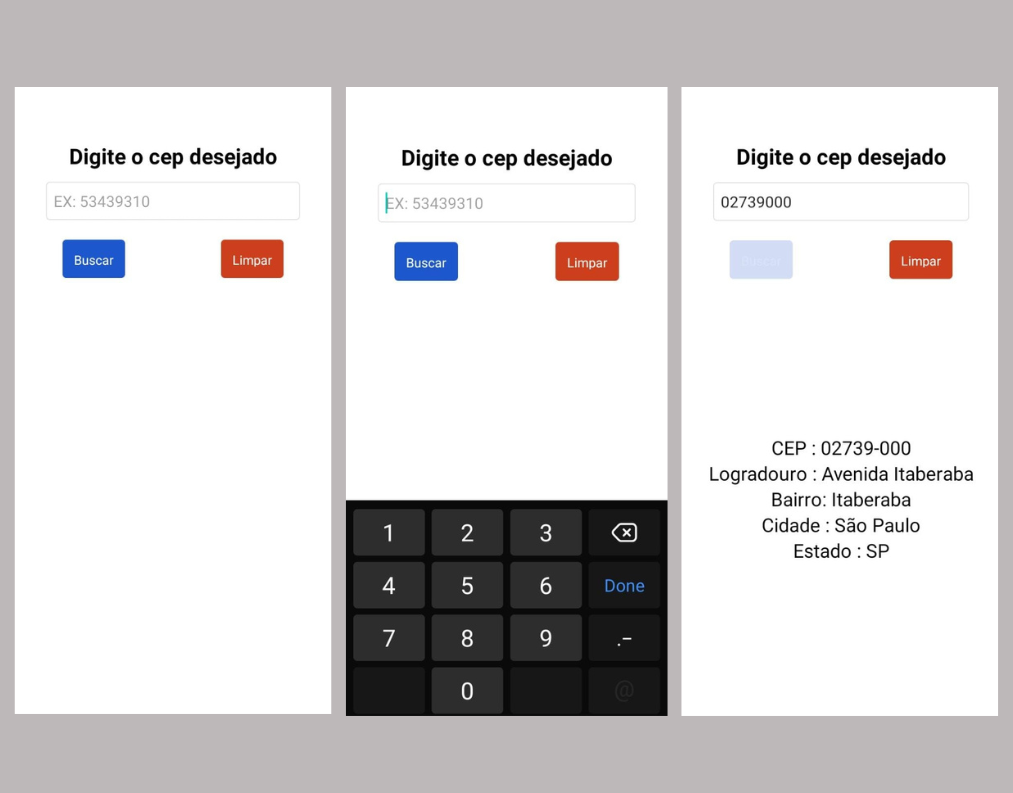 Digite o cep desejado
EX: 53439310
Buscar
Limpar
Digite o cep desejado
EX: 53439310
Buscar
Limpar
1
2
3
4
5
6
Done
7
8
9
.-
0
@
Digite o cep desejado
02739000
Buscar
Limpar
CEP : 02739-000
Logradouro : Avenida Itaberaba
Bairro: Itaberaba
Cidade : São Paulo
Estado : SP